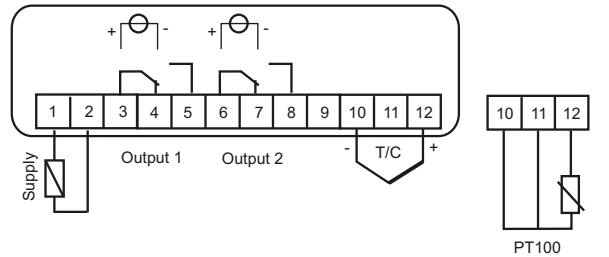 + - + -
1 2 3 4 5 6 7 8 9 10 11 12
10 11 12
Supply
Output 1
Output 2
- T/C +
PT100